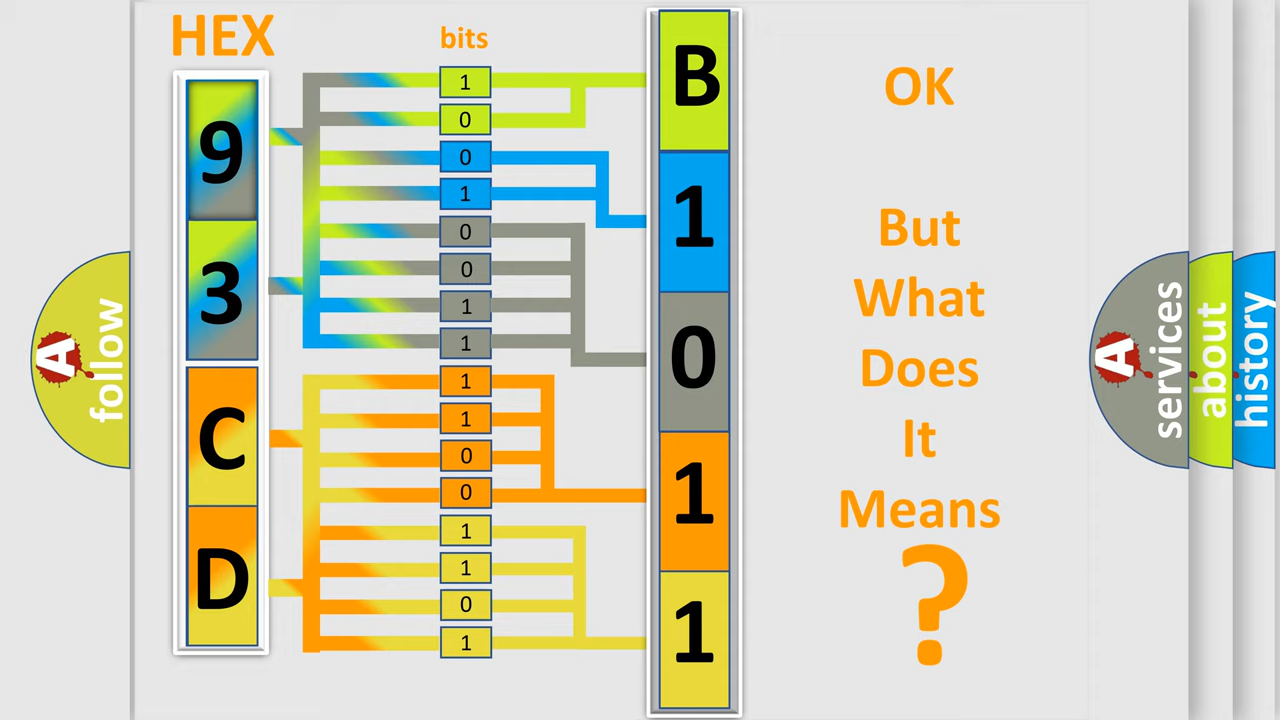 HEX
bits
9
3
C
D
1
0
0
1
0
0
1
1
1
1
0
0
1
1
0
1
B
1
0
1
1
OK
But
What
Does
It
Means
?
A
follow
A
services
about
history